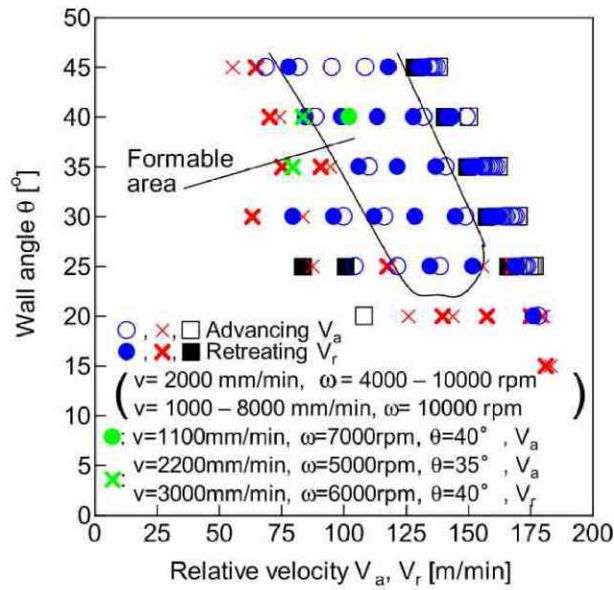 50
45
40
35
30
25
20
15
10
5
0
Wall angle θ [°]
Formable
area
○, ×, □ Advancing Vₐ
●, ×, ■ Retreating Vᵣ
( v= 2000 mm/min, ω= 4000 – 10000 rpm
v= 1000 – 8000 mm/min, ω= 10000 rpm )
●: v=1100mm/min, ω=7000rpm, θ=40° , Vₐ
×: v=2200mm/min, ω=5000rpm, θ=35° , Vₐ
v=3000mm/min, ω=6000rpm, θ=40° , Vᵣ
0 25 50 75 100 125 150 175 200
Relative velocity Vₐ, Vᵣ [m/min]